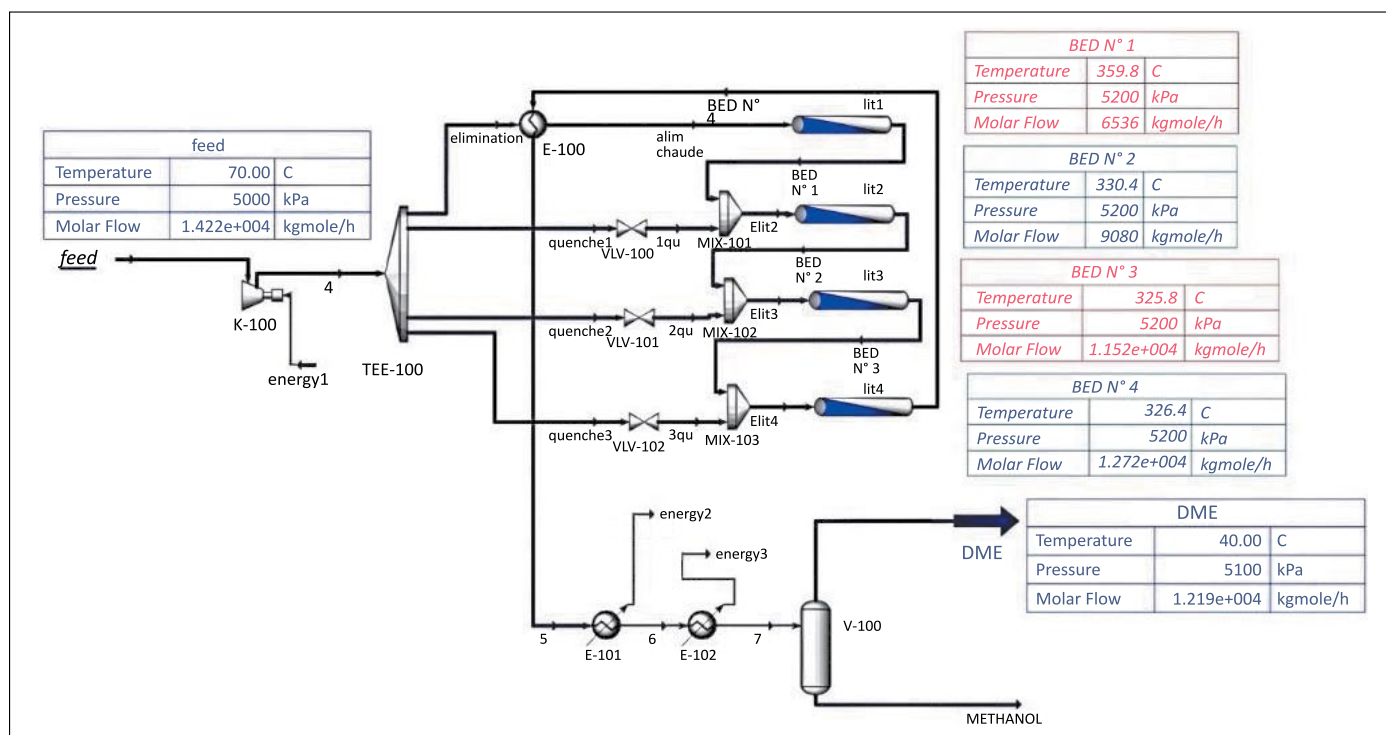 BED N° 1
Temperature 359.8 C
Pressure 5200 kPa
Molar Flow 6536 kgmole/h
BED N° 2
Temperature 330.4 C
Pressure 5200 kPa
Molar Flow 9080 kgmole/h
BED N° 3
Temperature 325.8 C
Pressure 5200 kPa
Molar Flow 1.152e+004 kgmole/h
BED N° 4
Temperature 326.4 C
Pressure 5200 kPa
Molar Flow 1.272e+004 kgmole/h
feed
Temperature 70.00 C
Pressure 5000 kPa
Molar Flow 1.422e+004 kgmole/h
feed
K-100
energy1
4
TEE-100
elimination
E-100
BED N°
4
alim
chaude
lit1
BED
N° 1
lit2
quenche1
VLV-100
1qu
MIX-101
Elit2
BED
N° 2
lit3
quenche2
VLV-101
2qu
MIX-102
Elit3
BED
N° 3
lit4
quenche3
VLV-102
3qu
MIX-103
Elit4
energy2
energy3
5
E-101
6
E-102
7
V-100
DME
METHANOL
DME
Temperature 40.00 C
Pressure 5100 kPa
Molar Flow 1.219e+004 kgmole/h